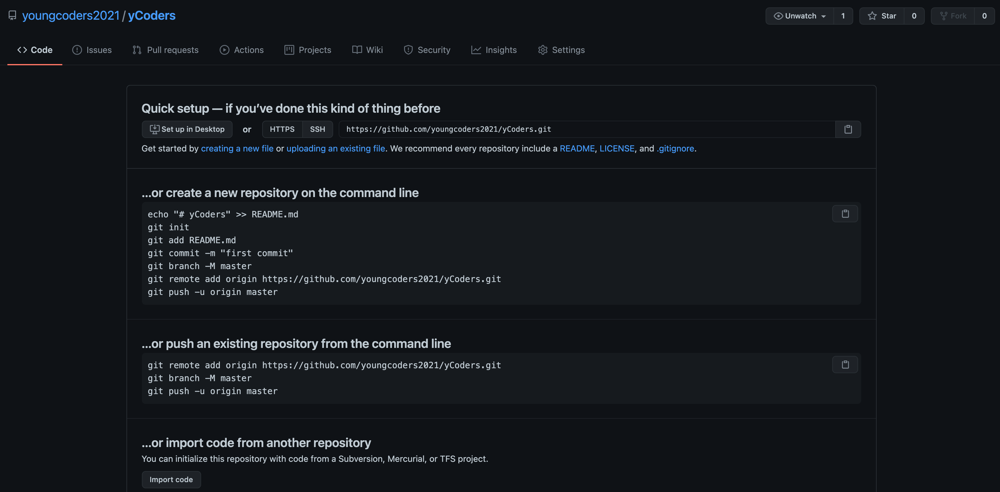 youngcoders2021 / yCoders
Unwatch 1 Star 0 Fork 0
Code Issues Pull requests Actions Projects Wiki Security Insights Settings
Quick setup — if you’ve done this kind of thing before
Set up in Desktop or HTTPS SSH https://github.com/youngcoders2021/yCoders.git
Get started by creating a new file or uploading an existing file. We recommend every repository include a README, LICENSE, and .gitignore.
…or create a new repository on the command line
echo "# yCoders" >> README.md
git init
git add README.md
git commit -m "first commit"
git branch -M master
git remote add origin https://github.com/youngcoders2021/yCoders.git
git push -u origin master
…or push an existing repository from the command line
git remote add origin https://github.com/youngcoders2021/yCoders.git
git branch -M master
git push -u origin master
…or import code from another repository
You can initialize this repository with code from a Subversion, Mercurial, or TFS project.
Import code